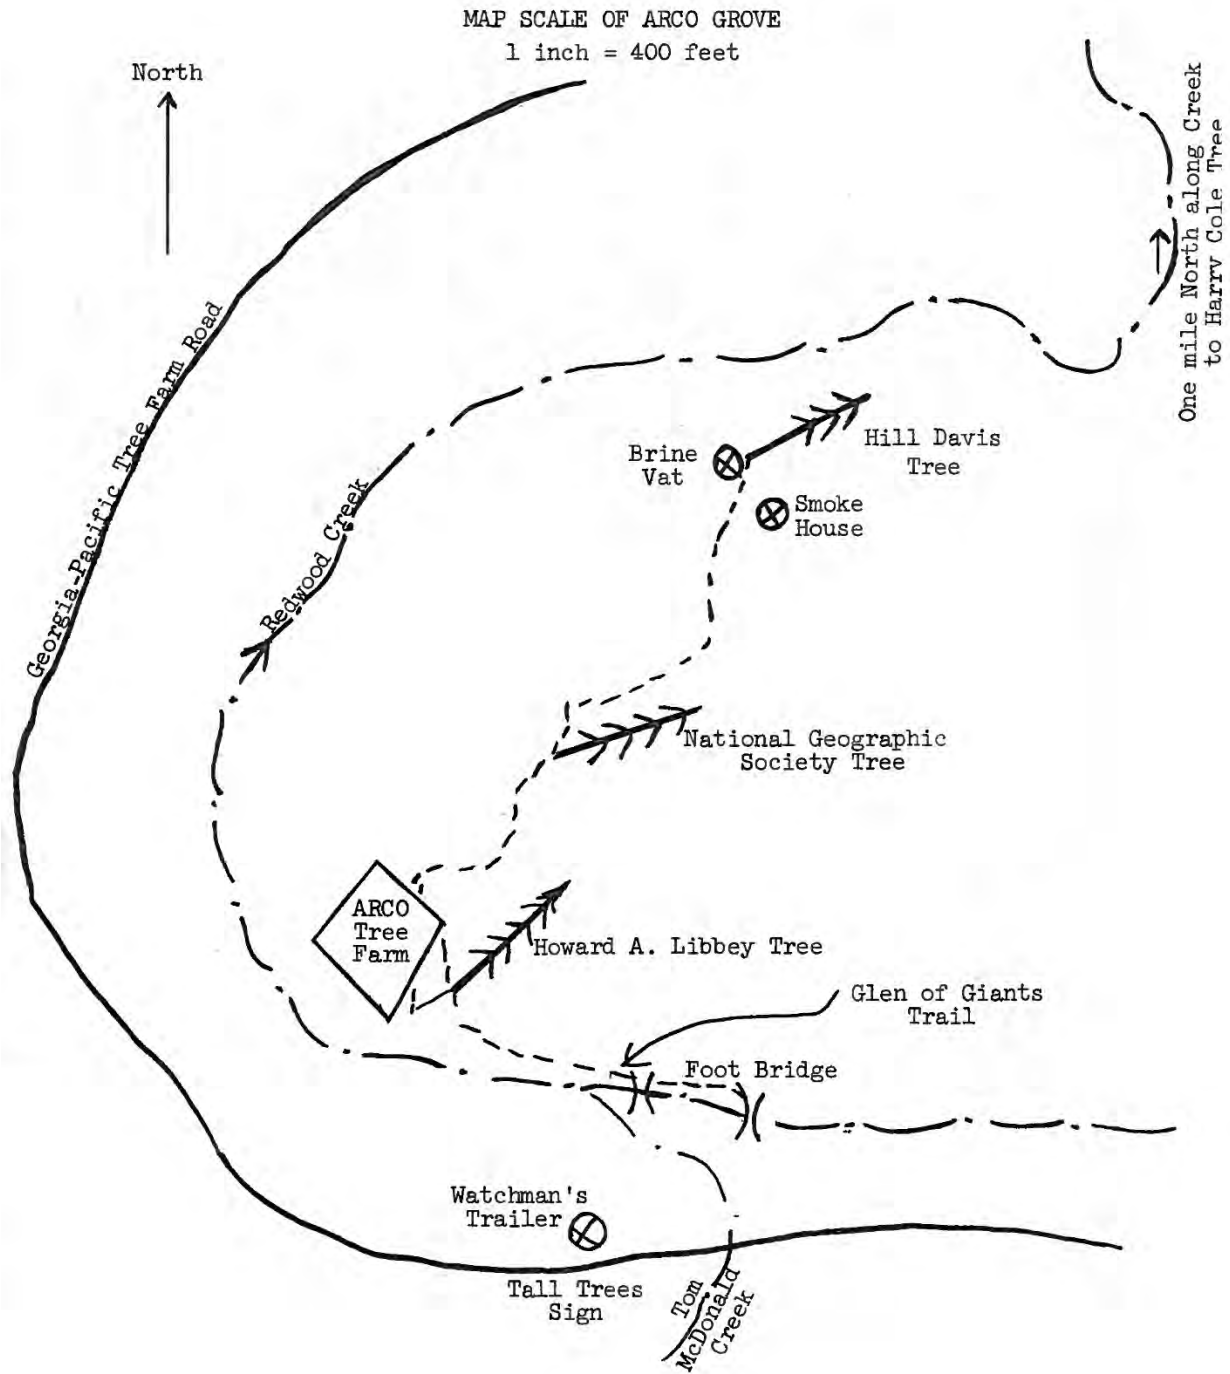 MAP SCALE OF ARCO GROVE
1 inch = 400 feet
North
One mile North along Creek
to Harry Cole Tree
Georgia-Pacific Tree Farm Road
Redwood Creek
Brine
Vat
Hill Davis
Tree
Smoke
House
National Geographic
Society Tree
ARCO
Tree
Farm
Howard A. Libbey Tree
Glen of Giants
Trail
Foot Bridge
Watchman's
Trailer
Tall Trees
Sign
Tom
McDonald
Creek